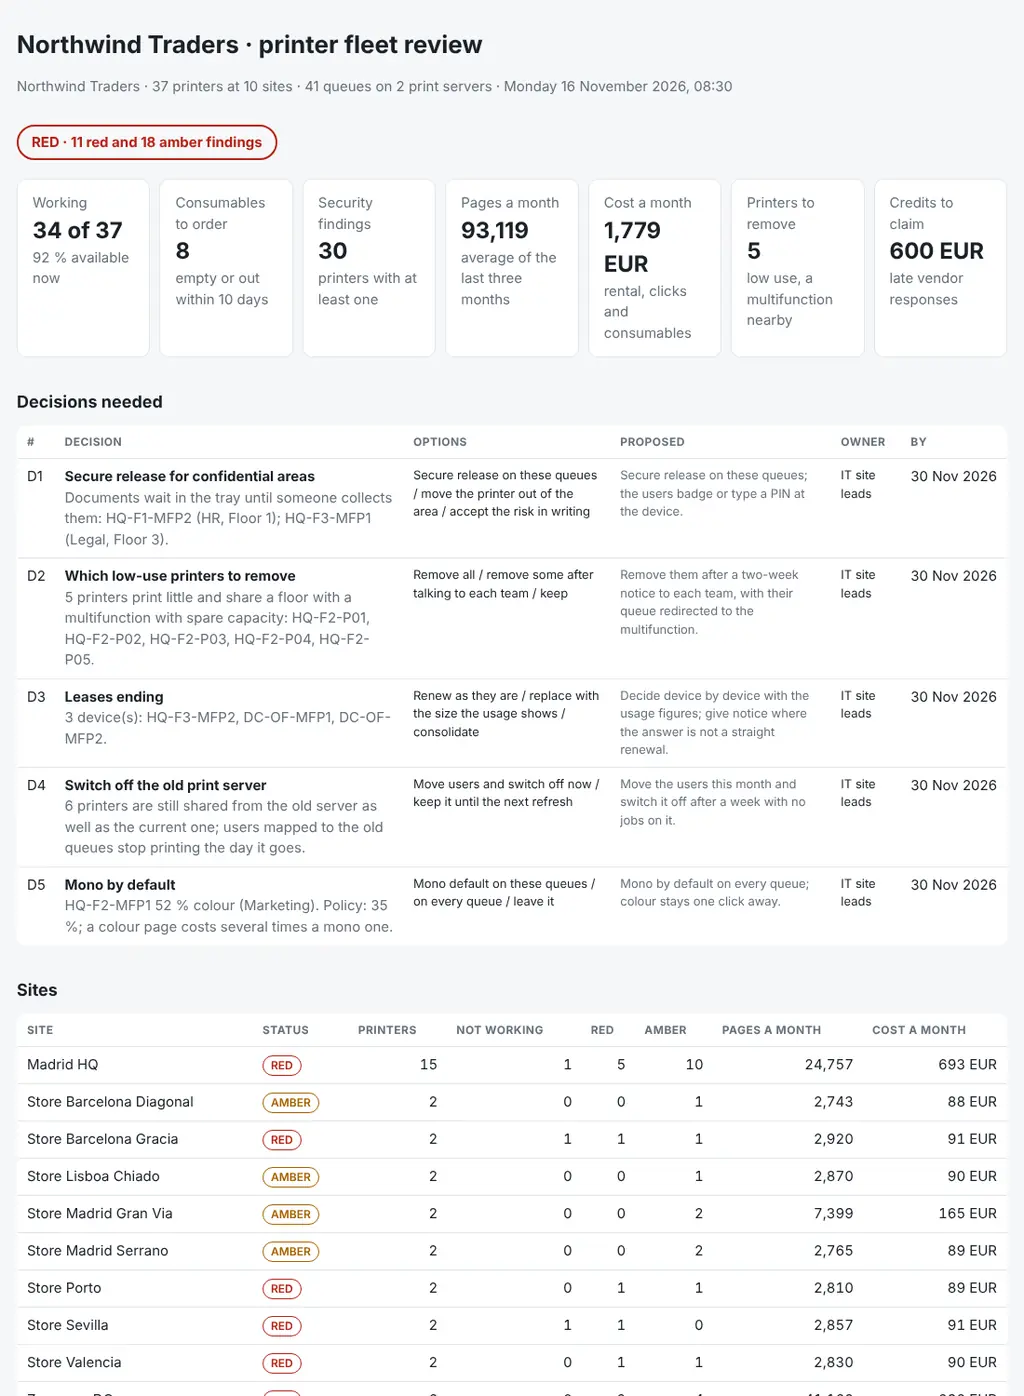 Northwind Traders · printer fleet review
Northwind Traders · 37 printers at 10 sites · 41 queues on 2 print servers · Monday 16 November 2026, 08:30
RED · 11 red and 18 amber findings
Working
34 of 37
92 % available
now
Consumables
to order
8
empty or out
within 10 days
Security
findings
30
printers with at
least one
Pages a month
93,119
average of the
last three
months
Cost a month
1,779
EUR
rental, clicks
and
consumables
Printers to
remove
5
low use, a
multifunction
nearby
Credits to
claim
600 EUR
late vendor
responses
Decisions needed
# DECISION OPTIONS PROPOSED OWNER BY
D1
Secure release for confidential areas
Documents wait in the tray until someone collects
them: HQ-F1-MFP2 (HR, Floor 1); HQ-F3-MFP1
(Legal, Floor 3).
Secure release on these queues
/ move the printer out of the
area / accept the risk in writing
Secure release on these queues;
the users badge or type a PIN at
the device.
IT site
leads
30 Nov 2026
D2
Which low-use printers to remove
5 printers print little and share a floor with a
multifunction with spare capacity: HQ-F2-P01,
HQ-F2-P02, HQ-F2-P03, HQ-F2-P04, HQ-F2-
P05.
Remove all / remove some after
talking to each team / keep
Remove them after a two-week
notice to each team, with their
queue redirected to the
multifunction.
IT site
leads
30 Nov 2026
D3
Leases ending
3 device(s): HQ-F3-MFP2, DC-OF-MFP1, DC-OF-
MFP2.
Renew as they are / replace with
the size the usage shows /
consolidate
Decide device by device with the
usage figures; give notice where
the answer is not a straight
renewal.
IT site
leads
30 Nov 2026
D4
Switch off the old print server
6 printers are still shared from the old server as
well as the current one; users mapped to the old
queues stop printing the day it goes.
Move users and switch off now /
keep it until the next refresh
Move the users this month and
switch it off after a week with no
jobs on it.
IT site
leads
30 Nov 2026
D5
Mono by default
HQ-F2-MFP1 52 % colour (Marketing). Policy: 35
%; a colour page costs several times a mono one.
Mono default on these queues /
on every queue / leave it
Mono by default on every queue;
colour stays one click away.
IT site
leads
30 Nov 2026
Sites
SITE STATUS PRINTERS NOT WORKING RED AMBER PAGES A MONTH COST A MONTH
Madrid HQ RED 15 1 5 10 24,757 693 EUR
Store Barcelona Diagonal AMBER 2 0 0 1 2,743 88 EUR
Store Barcelona Gracia RED 2 1 1 1 2,920 91 EUR
Store Lisboa Chiado AMBER 2 0 0 1 2,870 90 EUR
Store Madrid Gran Via AMBER 2 0 0 2 7,399 165 EUR
Store Madrid Serrano AMBER 2 0 0 2 2,765 89 EUR
Store Porto RED 2 0 1 1 2,810 89 EUR
Store Sevilla RED 2 1 1 0 2,857 91 EUR
Store Valencia RED 2 0 1 1 2,830 90 EUR